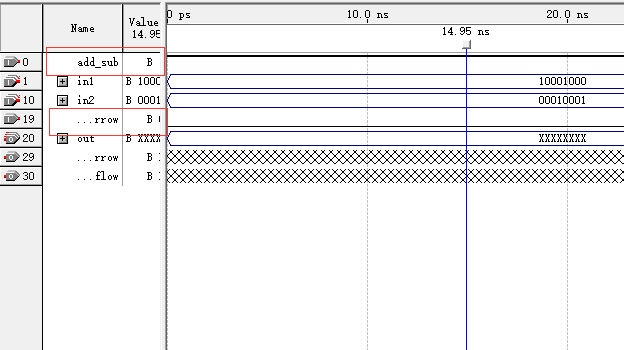 0 ps 10.0 ns 20.0 ns
Name Value
14.95
14.95 ns
0 add_sub B
1 in1 B 1000 10001000
10 in2 B 0001 00010001
19 ...rrow B
20 out B XXXX XXXXXXXX
29 ...rrow B
30 ...flow B